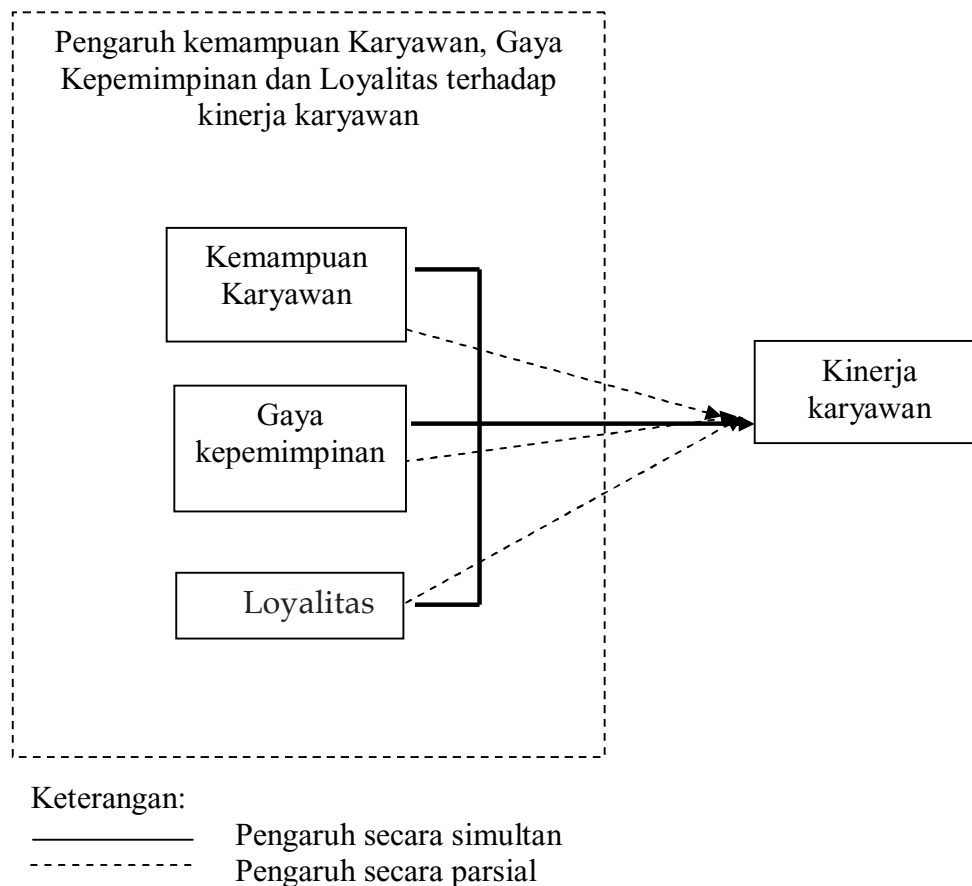 Pengaruh kemampuan Karyawan, Gaya
Kepemimpinan dan Loyalitas terhadap
kinerja karyawan
Kemampuan
Karyawan
Gaya
kepemimpinan
Loyalitas
Kinerja
karyawan
Keterangan:
Pengaruh secara simultan
Pengaruh secara parsial